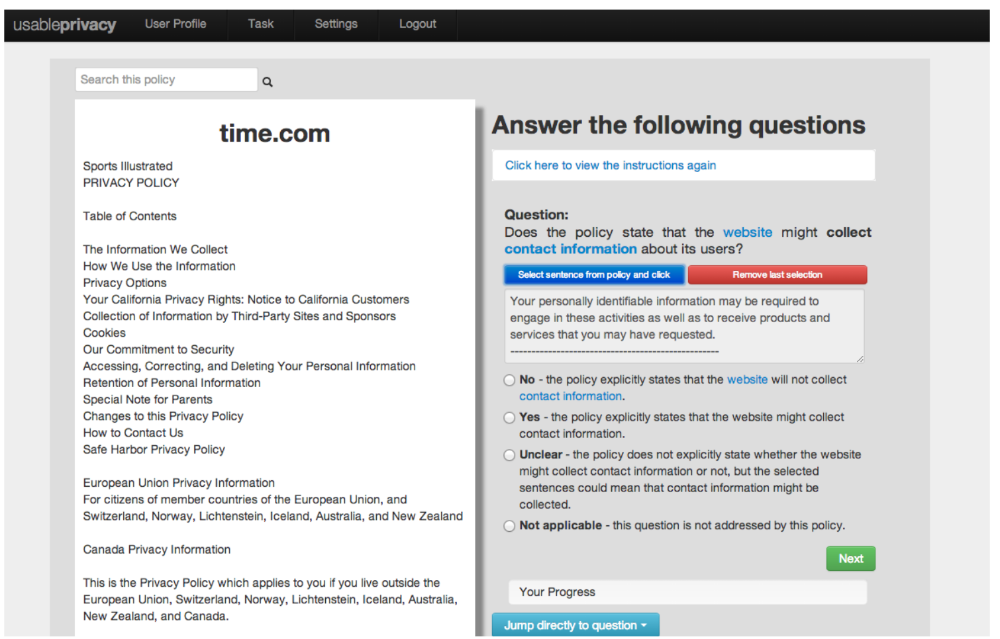 usableprivacy User Profile Task Settings Logout
Search this policy
time.com
Sports Illustrated
PRIVACY POLICY
Table of Contents
The Information We Collect
How We Use the Information
Privacy Options
Your California Privacy Rights: Notice to California Customers
Collection of Information by Third-Party Sites and Sponsors
Cookies
Our Commitment to Security
Accessing, Correcting, and Deleting Your Personal Information
Retention of Personal Information
Special Note for Parents
Changes to this Privacy Policy
How to Contact Us
Safe Harbor Privacy Policy
European Union Privacy Information
For citizens of member countries of the European Union, and
Switzerland, Norway, Lichtenstein, Iceland, Australia, and New Zealand
Canada Privacy Information
This is the Privacy Policy which applies to you if you live outside the
European Union, Switzerland, Norway, Lichtenstein, Iceland, Australia,
New Zealand, and Canada.
Answer the following questions
Click here to view the instructions again
Question:
Does the policy state that the website might collect
contact information about its users?
Select sentence from policy and click Remove last selection
Your personally identifiable information may be required to
engage in these activities as well as to receive products and
services that you may have requested.
--------------------------------------------------
No - the policy explicitly states that the website will not collect
contact information.
Yes - the policy explicitly states that the website might collect
contact information.
Unclear - the policy does not explicitly state whether the website
might collect contact information or not, but the selected
sentences could mean that contact information might be
collected.
Not applicable - this question is not addressed by this policy.
Next
Your Progress
Jump directly to question